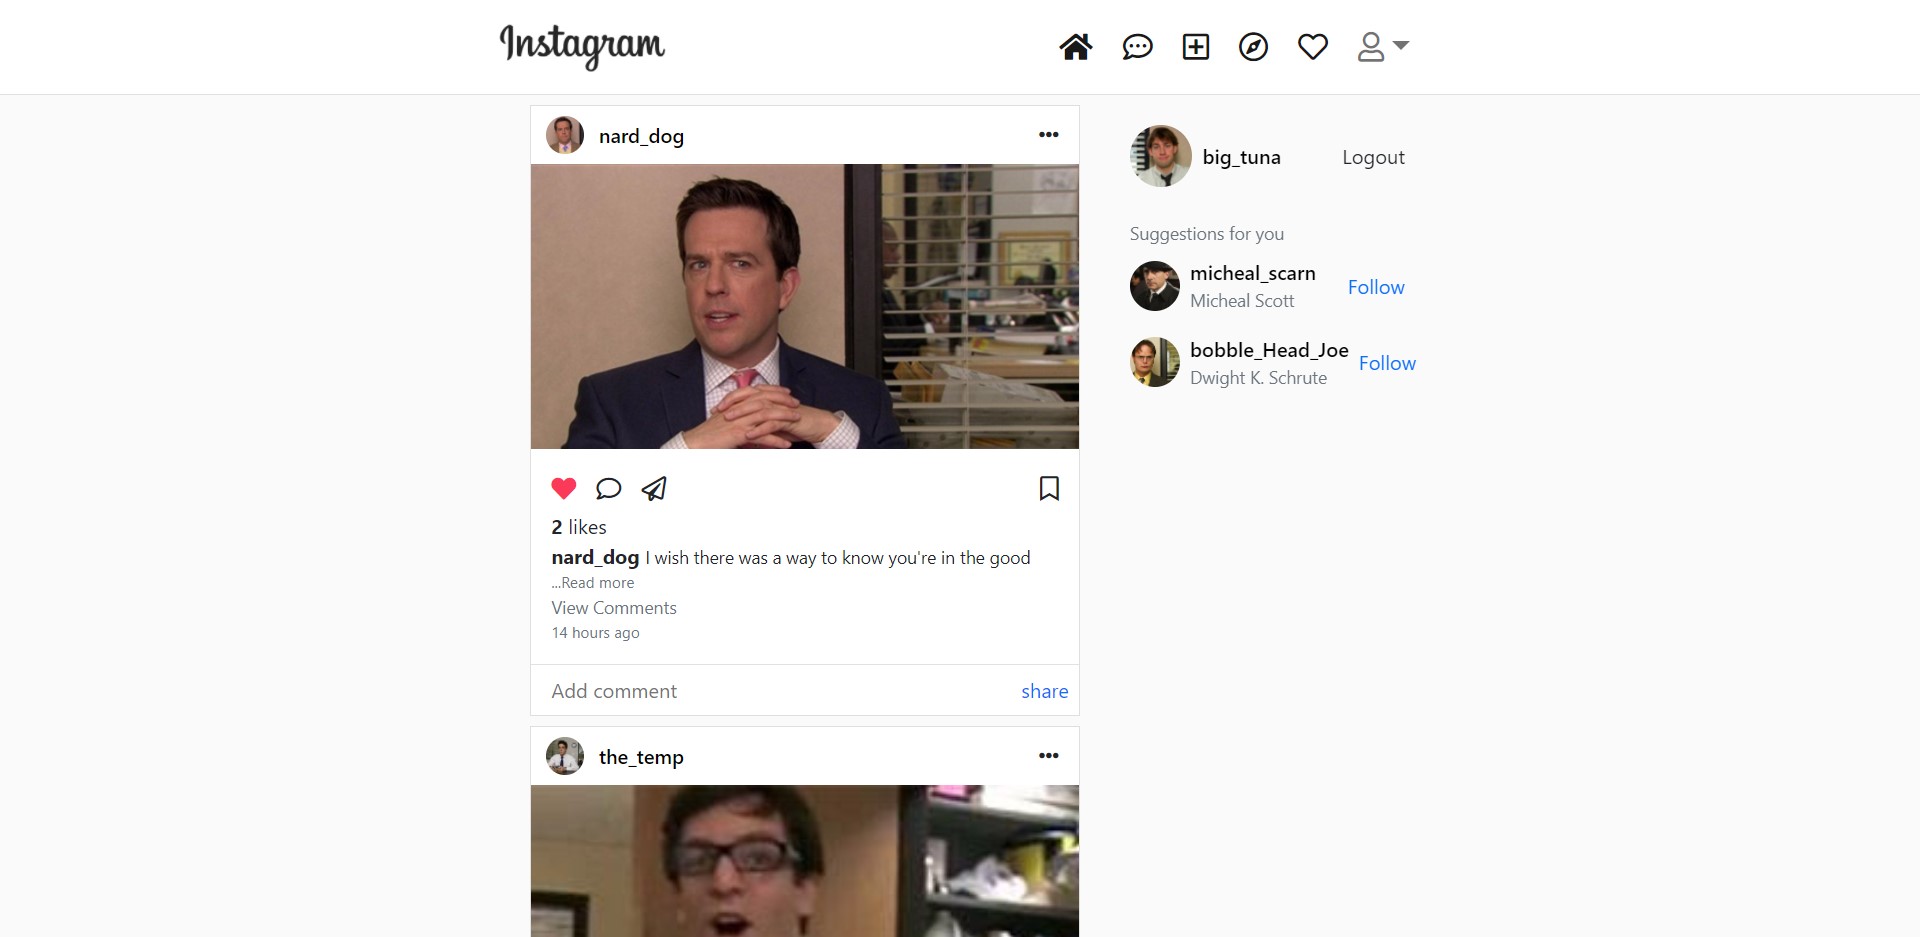 Instagram
nard_dog
big_tuna
Logout
Suggestions for you
micheal_scarn
Micheal Scott
Follow
bobble_Head_Joe
Dwight K. Schrute
Follow
2 likes
nard_dog I wish there was a way to know you're in the good
...Read more
View Comments
14 hours ago
Add comment
share
the_temp